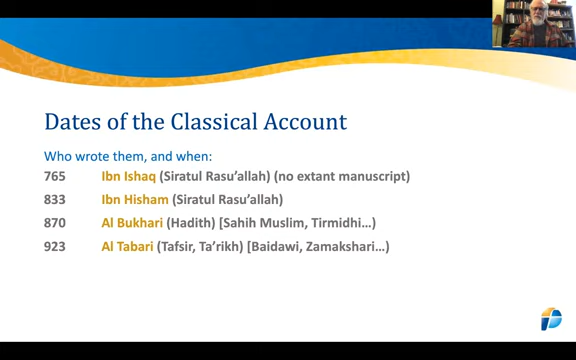 Dates of the Classical Account
Who wrote them, and when:
765 Ibn Ishaq (Siratul Rasu'allah) (no extant manuscript)
833 Ibn Hisham (Siratul Rasu'allah)
870 Al Bukhari (Hadith) [Sahih Muslim, Tirmidhi…)
923 Al Tabari (Tafsir, Ta'rikh) [Baidawi, Zamakshari…)